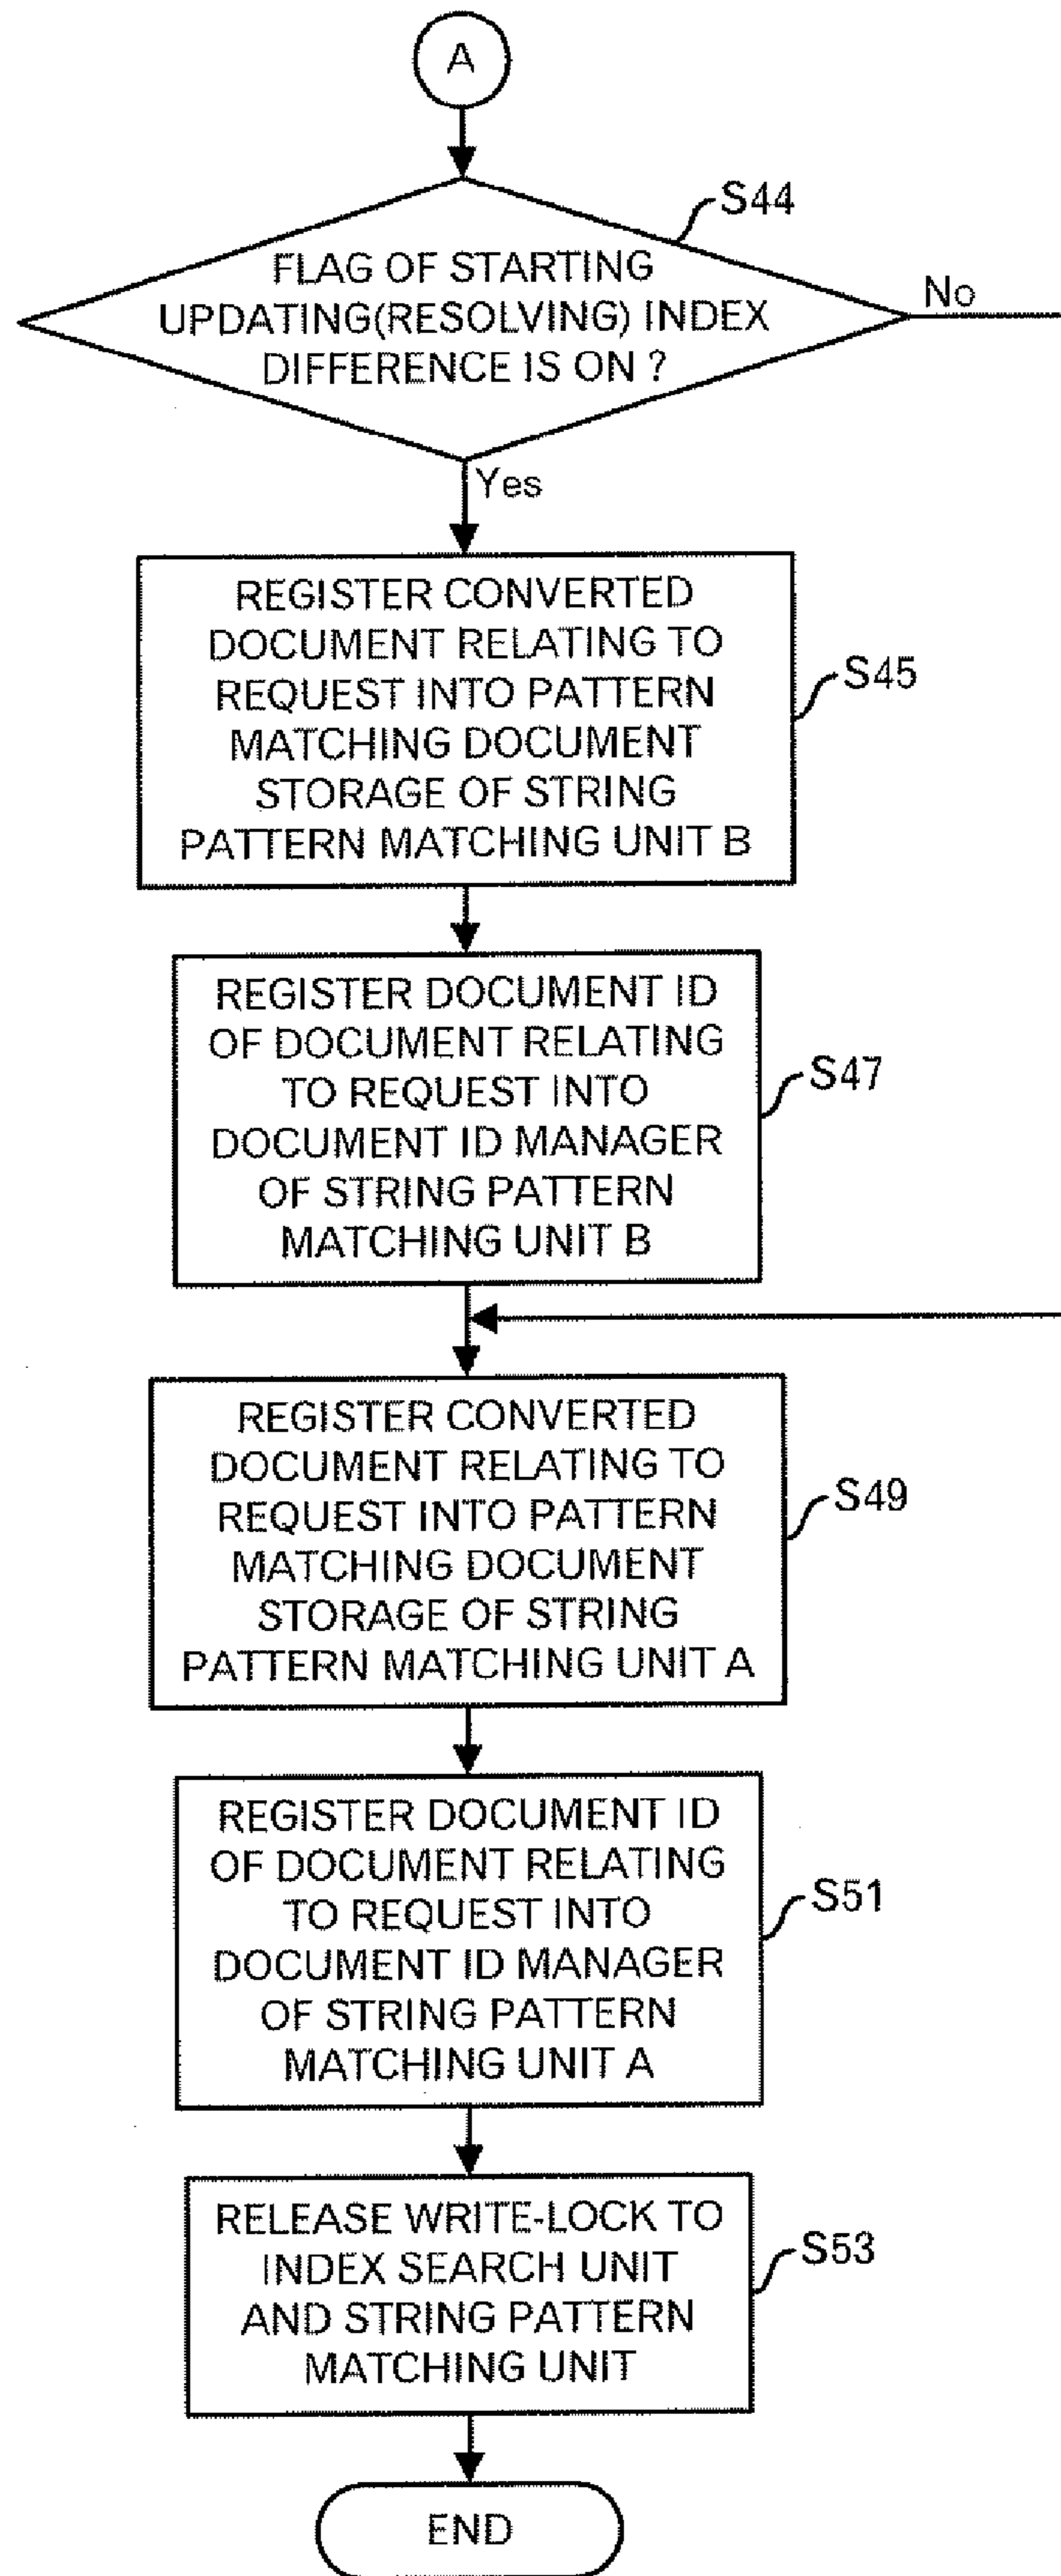 A
S44
FLAG OF STARTING
UPDATING(RESOLVING) INDEX
DIFFERENCE IS ON ?
No
Yes
REGISTER CONVERTED
DOCUMENT RELATING TO
REQUEST INTO PATTERN
MATCHING DOCUMENT
STORAGE OF STRING
PATTERN MATCHING UNIT B
S45
REGISTER DOCUMENT ID
OF DOCUMENT RELATING
TO REQUEST INTO
DOCUMENT ID MANAGER
OF STRING PATTERN
MATCHING UNIT B
S47
REGISTER CONVERTED
DOCUMENT RELATING TO
REQUEST INTO PATTERN
MATCHING DOCUMENT
STORAGE OF STRING
PATTERN MATCHING UNIT A
S49
REGISTER DOCUMENT ID
OF DOCUMENT RELATING
TO REQUEST INTO
DOCUMENT ID MANAGER
OF STRING PATTERN
MATCHING UNIT A
S51
RELEASE WRITE-LOCK TO
INDEX SEARCH UNIT
AND STRING PATTERN
MATCHING UNIT
S53
END